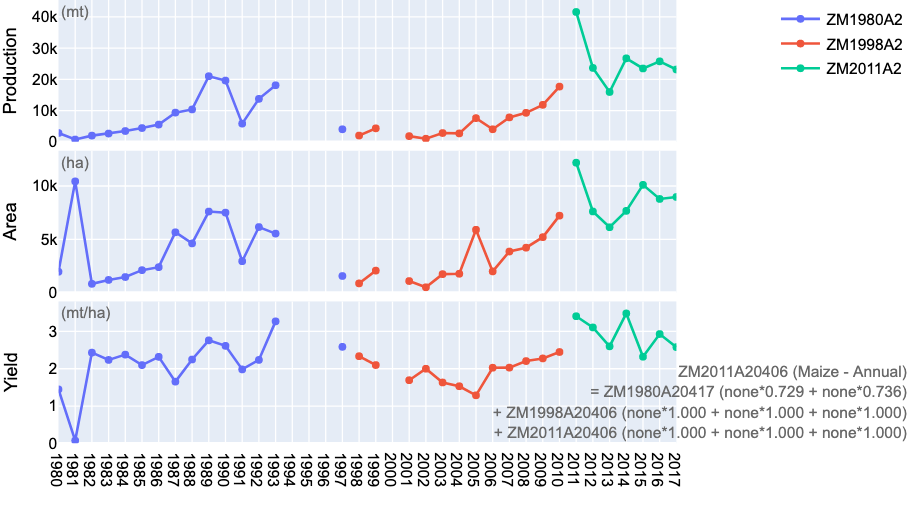 (mt)
40k
30k
20k
10k
0
Production
ZM1980A2
ZM1998A2
ZM2011A2
(ha)
10k
5k
0
Area
(mt/ha)
3
2
1
0
Yield
ZM2011A20406 (Maize - Annual)
= ZM1980A20417 (none*0.729 + none*0.736)
+ ZM1998A20406 (none*1.000 + none*1.000 + none*1.000)
+ ZM2011A20406 (none*1.000 + none*1.000 + none*1.000)
1980
1981
1982
1983
1984
1985
1986
1987
1988
1989
1990
1991
1992
1993
1994
1995
1996
1997
1998
1999
2000
2001
2002
2003
2004
2005
2006
2007
2008
2009
2010
2011
2012
2013
2014
2015
2016
2017